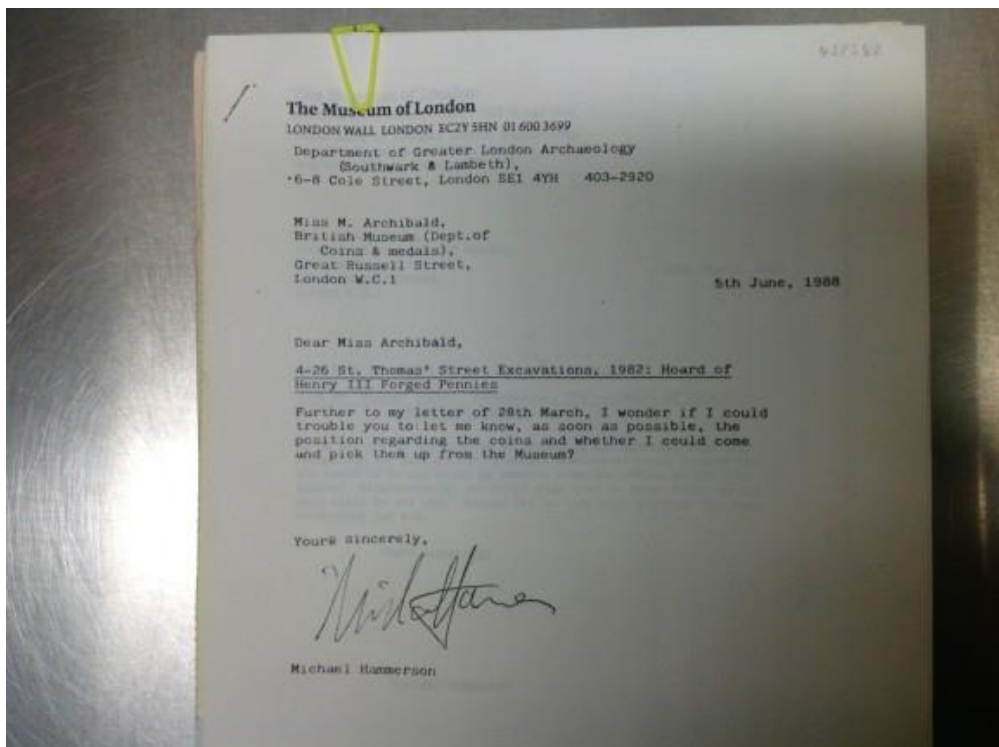 The Museum of London
LONDON WALL LONDON EC2Y 5HN 01 600 3699
Department of Greater London Archaeology
(Southwark & Lambeth),
6-8 Cole Street, London SE1 4YH 403-2920
Miss M. Archibald,
British Museum (Dept.of
Coins & medals),
Great Russell Street,
London W.C.1
5th June, 1988
Dear Miss Archibald,
4-26 St. Thomas' Street Excavations, 1982: Hoard of
Henry III Forged Pennies
Further to my letter of 28th March, I wonder if I could
trouble you to let me know, as soon as possible, the
position regarding the coins and whether I could come
and pick them up from the Museum?
Yours sincerely,
Michael Hammerson